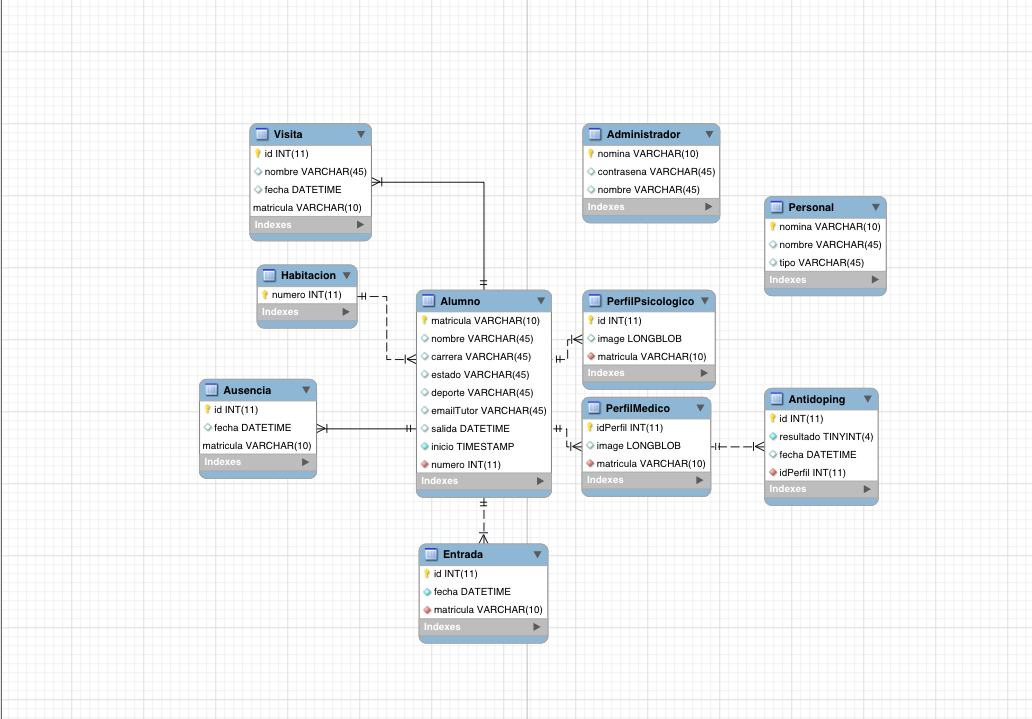 Visita
id INT(11)
nombre VARCHAR(45)
fecha DATETIME
matricula VARCHAR(10)
Indexes
Administrador
nomina VARCHAR(10)
contrasena VARCHAR(45)
nombre VARCHAR(45)
Indexes
Personal
nomina VARCHAR(10)
nombre VARCHAR(45)
tipo VARCHAR(45)
Indexes
Habitacion
numero INT(11)
Indexes
Alumno
matricula VARCHAR(10)
nombre VARCHAR(45)
carrera VARCHAR(45)
estado VARCHAR(45)
deporte VARCHAR(45)
emailTutor VARCHAR(45)
salida DATETIME
inicio TIMESTAMP
numero INT(11)
Indexes
PerfilPsicologico
id INT(11)
image LONGBLOB
matricula VARCHAR(10)
Indexes
Ausencia
id INT(11)
fecha DATETIME
matricula VARCHAR(10)
Indexes
PerfilMedico
idPerfil INT(11)
image LONGBLOB
matricula VARCHAR(10)
Indexes
Antidoping
id INT(11)
resultado TINYINT(4)
fecha DATETIME
idPerfil INT(11)
Indexes
Entrada
id INT(11)
fecha DATETIME
matricula VARCHAR(10)
Indexes